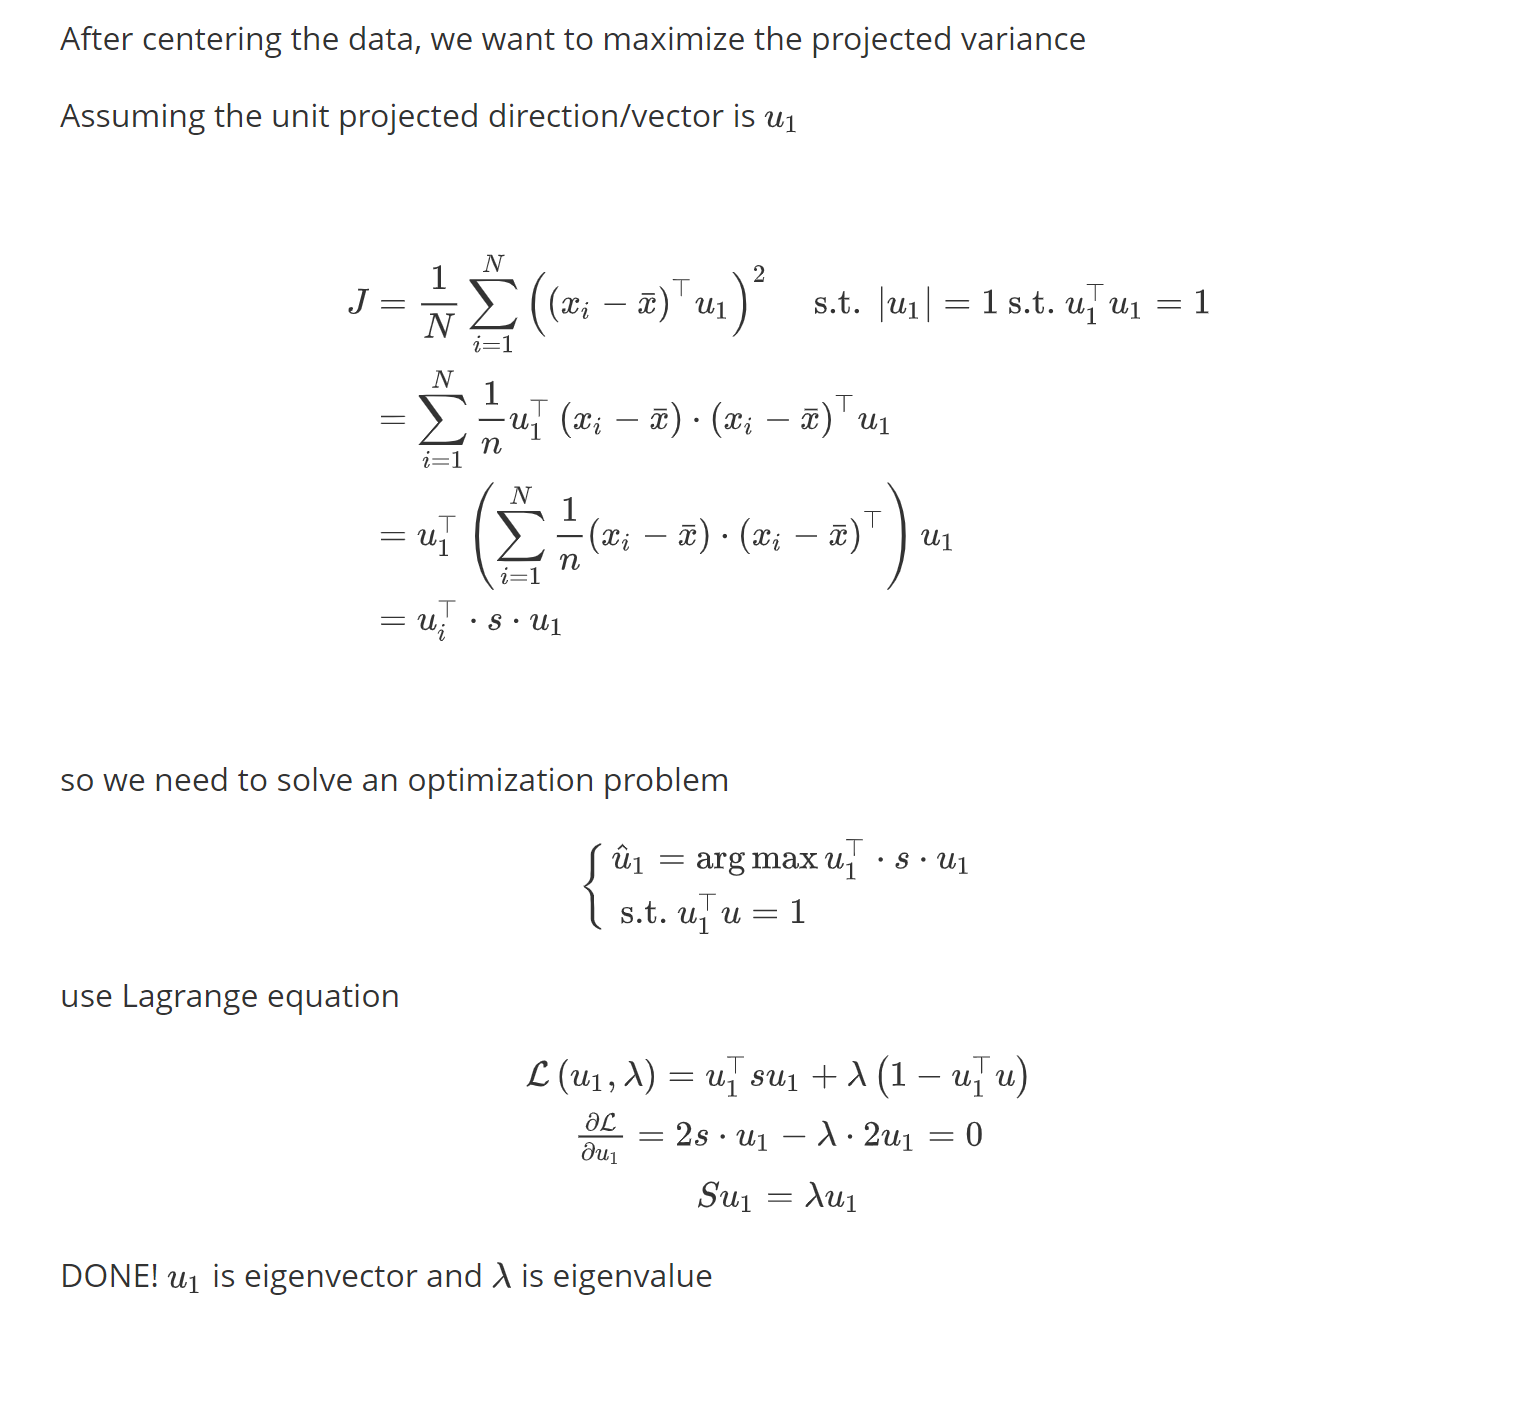 After centering the data, we want to maximize the projected variance
Assuming the unit projected direction/vector is $u_1$
$J = \frac{1}{N} \sum_{i=1}^{N} \left( (x_i - \bar{x})^\top u_1 \right)^2 \quad \text{s.t. } |u_1| = 1 \text{ s.t. } u_1^\top u_1 = 1$
$= \sum_{i=1}^{N} \frac{1}{n} u_1^\top (x_i - \bar{x}) \cdot (x_i - \bar{x})^\top u_1$
$= u_1^\top \left( \sum_{i=1}^{N} \frac{1}{n} (x_i - \bar{x}) \cdot (x_i - \bar{x})^\top \right) u_1$
$= u_i^\top \cdot s \cdot u_1$
so we need to solve an optimization problem
$\begin{cases} \hat{u}_1 = \arg\max u_1^\top \cdot s \cdot u_1 \\ \text{s.t. } u_1^\top u = 1 \end{cases}$
use Lagrange equation
$\mathcal{L}(u_1, \lambda) = u_1^\top s u_1 + \lambda \left( 1 - u_1^\top u \right)$
$\frac{\partial \mathcal{L}}{\partial u_1} = 2s \cdot u_1 - \lambda \cdot 2u_1 = 0$
$S u_1 = \lambda u_1$
DONE! $u_1$ is eigenvector and $\lambda$ is eigenvalue